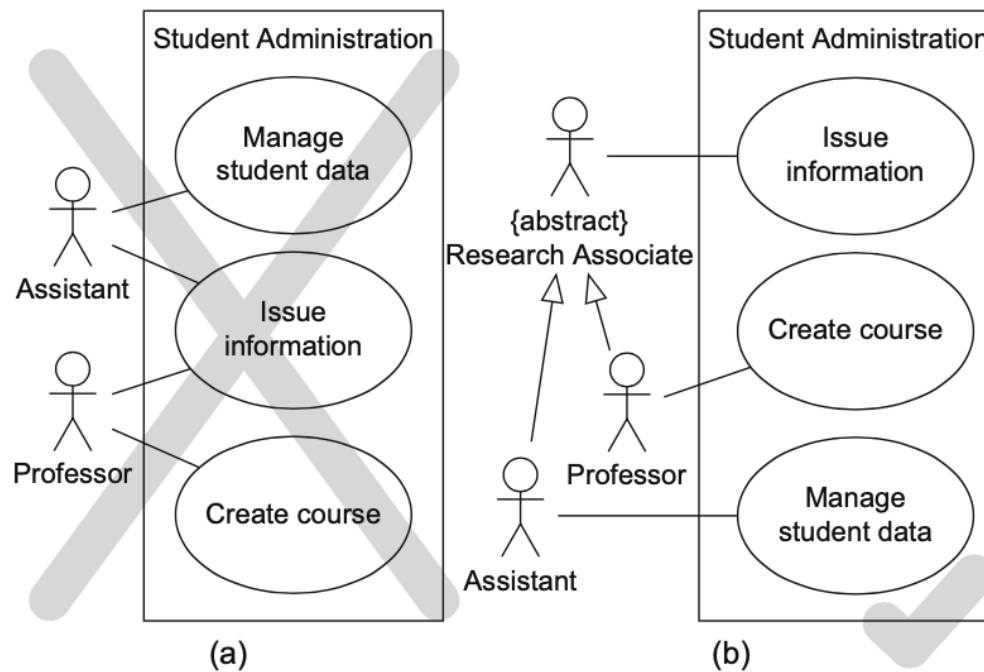 Student Administration
Manage
student data
Assistant
Issue
information
Professor
Create course
(a)
Student Administration
Issue
information
{abstract}
Research Associate
Create course
Professor
Manage
student data
Assistant
(b)